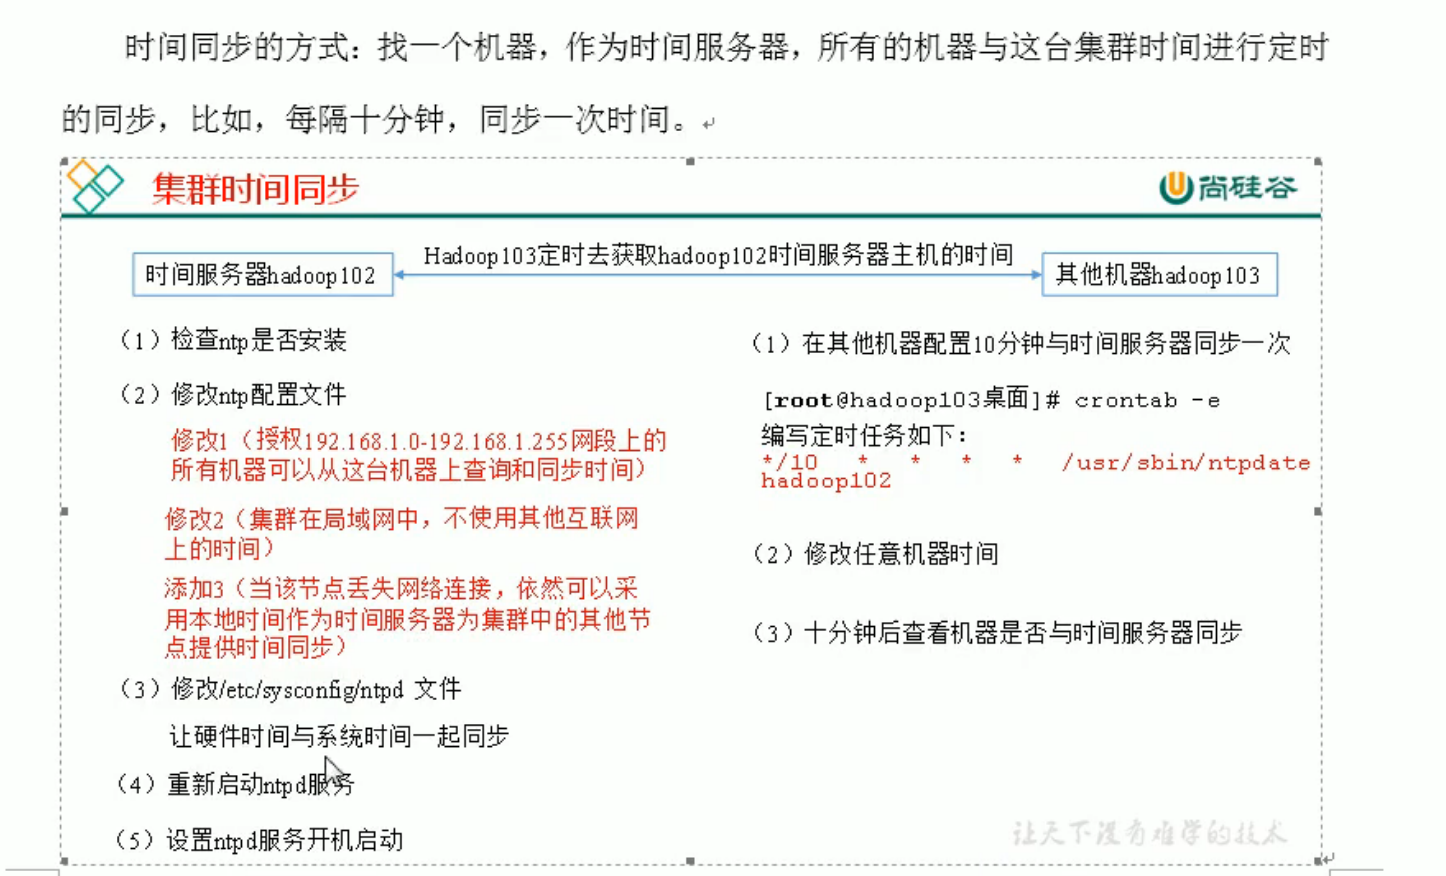 时间同步的方式：找一个机器，作为时间服务器，所有的机器与这台集群时间进行定时
的同步，比如，每隔十分钟，同步一次时间。
集群时间同步
尚硅谷
时间服务器hadoop102
Hadoop103定时去获取hadoop102时间服务器主机的时间
其他机器hadoop103
（1）检查ntp是否安装
（2）修改ntp配置文件
修改1（授权192.168.1.0-192.168.1.255网段上的
所有机器可以从这台机器上查询和同步时间）
修改2（集群在局域网中，不使用其他互联网
上的时间）
添加3（当该节点丢失网络连接，依然可以采
用本地时间作为时间服务器为集群中的其他节
点提供时间同步）
（3）修改/etc/sysconfig/ntpd 文件
让硬件时间与系统时间一起同步
（4）重新启动ntpd服务
（5）设置ntpd服务开机启动
（1）在其他机器配置10分钟与时间服务器同步一次
[root@hadoop103桌面]# crontab -e
编写定时任务如下：
*/10 * * * * /usr/sbin/ntpdate
hadoop102
（2）修改任意机器时间
（3）十分钟后查看机器是否与时间服务器同步
让天下没有难学的技术